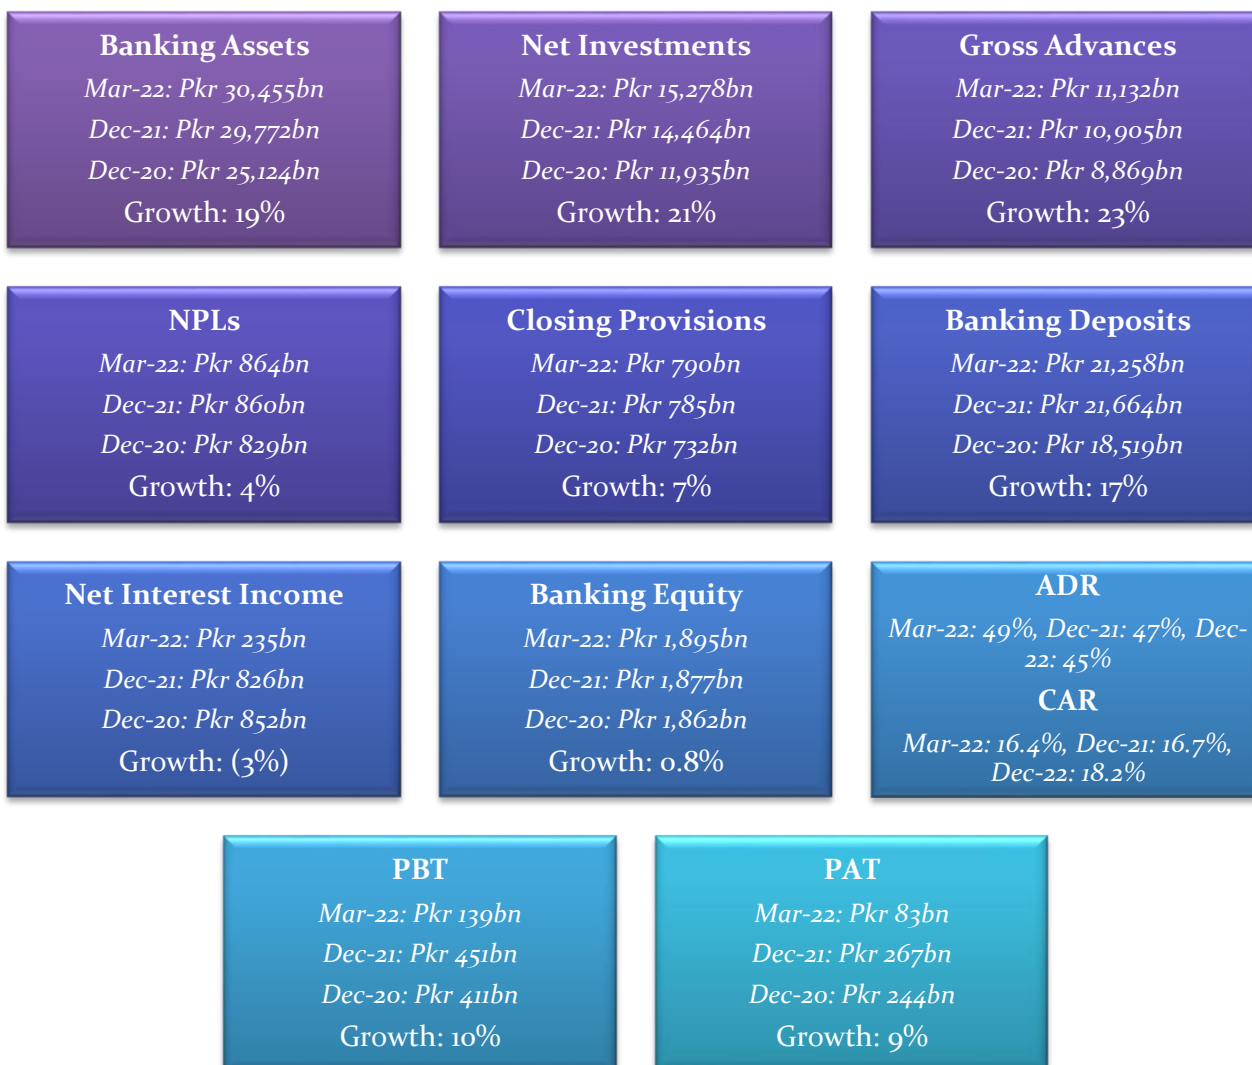 Banking Assets
Mar-22: Pkr 30,455bn
Dec-21: Pkr 29,772bn
Dec-20: Pkr 25,124bn
Growth: 19%
Net Investments
Mar-22: Pkr 15,278bn
Dec-21: Pkr 14,464bn
Dec-20: Pkr 11,935bn
Growth: 21%
Gross Advances
Mar-22: Pkr 11,132bn
Dec-21: Pkr 10,905bn
Dec-20: Pkr 8,869bn
Growth: 23%
NPLs
Mar-22: Pkr 864bn
Dec-21: Pkr 860bn
Dec-20: Pkr 829bn
Growth: 4%
Closing Provisions
Mar-22: Pkr 790bn
Dec-21: Pkr 785bn
Dec-20: Pkr 732bn
Growth: 7%
Banking Deposits
Mar-22: Pkr 21,258bn
Dec-21: Pkr 21,664bn
Dec-20: Pkr 18,519bn
Growth: 17%
Net Interest Income
Mar-22: Pkr 235bn
Dec-21: Pkr 826bn
Dec-20: Pkr 852bn
Growth: (3%)
Banking Equity
Mar-22: Pkr 1,895bn
Dec-21: Pkr 1,877bn
Dec-20: Pkr 1,862bn
Growth: 0.8%
ADR
Mar-22: 49%, Dec-21: 47%, Dec-
22: 45%
CAR
Mar-22: 16.4%, Dec-21: 16.7%,
Dec-22: 18.2%
PBT
Mar-22: Pkr 139bn
Dec-21: Pkr 451bn
Dec-20: Pkr 411bn
Growth: 10%
PAT
Mar-22: Pkr 83bn
Dec-21: Pkr 267bn
Dec-20: Pkr 244bn
Growth: 9%